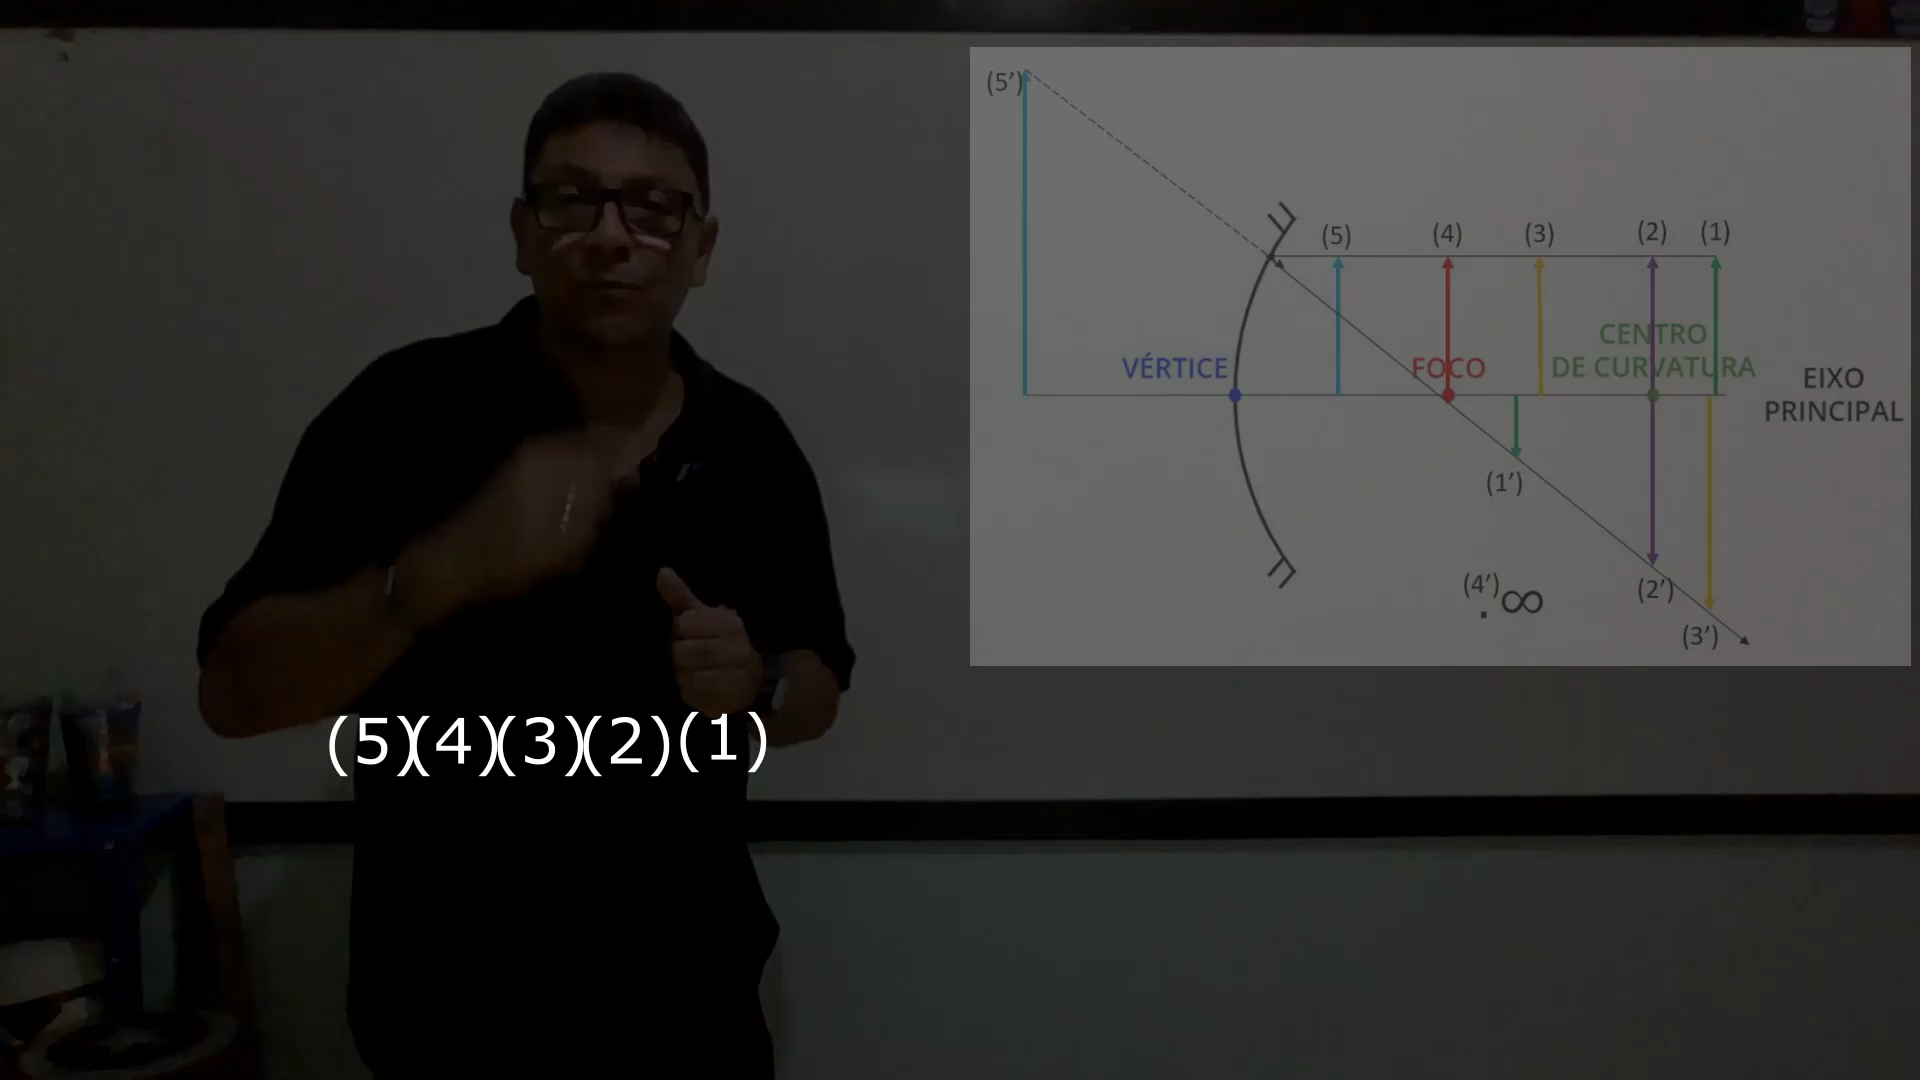 (5')
(5) (4) (3) (2) (1)
CENTRO
DE CURVATURA
VÉRTICE
FOCO
EIXO
PRINCIPAL
(1')
(4')
∞
(2')
(3')
(5)(4)(3)(2)(1)